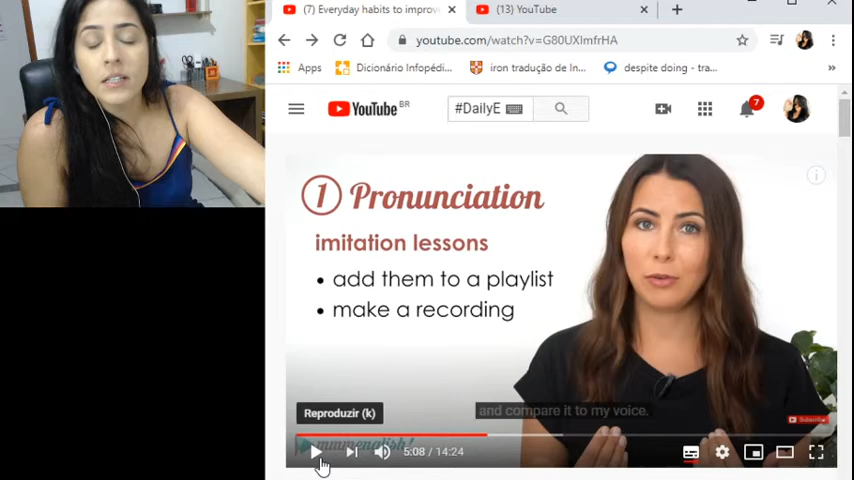 (7) Everyday habits to improv
(13) YouTube
youtube.com/watch?v=G80UXImfrHA
Apps
Dicionário Infopédi...
iron tradução de In...
despite doing - tra...
»
YouTube BR
#DailyE
7
1 Pronunciation
imitation lessons
• add them to a playlist
• make a recording
Reproduzir (k)
and compare it to my voice.
Subscribe
mmmenglish!
5:08 / 14:24